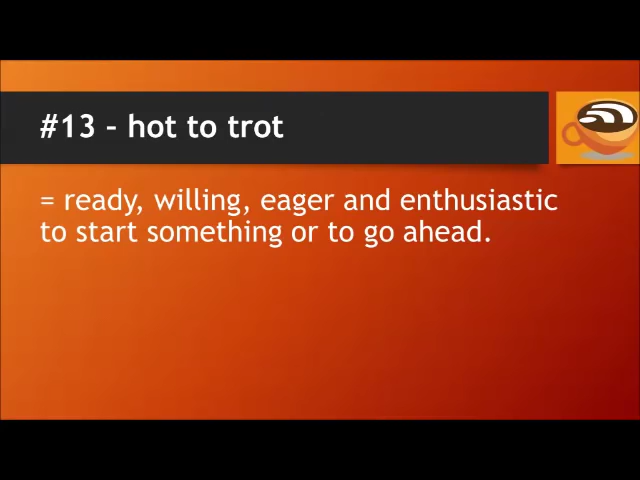 #13 – hot to trot
= ready, willing, eager and enthusiastic
to start something or to go ahead.